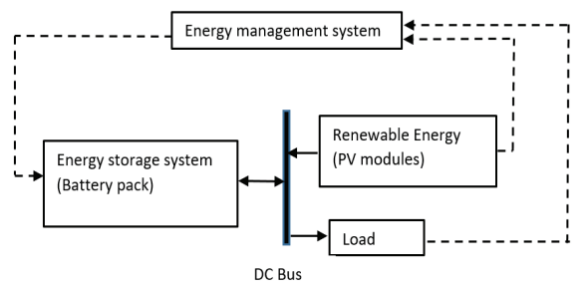 Energy management system
Renewable Energy
(PV modules)
Energy storage system
(Battery pack)
Load
DC Bus